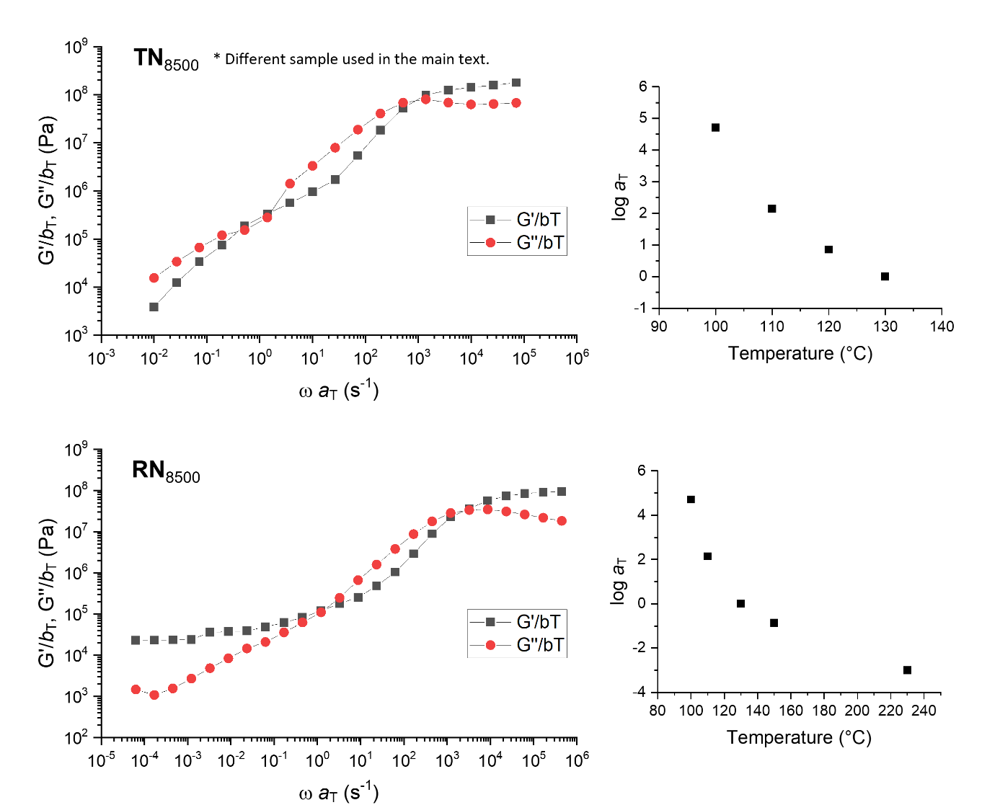 TN8500 * Different sample used in the main text.
G'/bT, G"/bT (Pa)
10^9
10^8
10^7
10^6
10^5
10^4
10^3
G'/bT
G"/bT
10^-3 10^-2 10^-1 10^0 10^1 10^2 10^3 10^4 10^5 10^6
ω aT (s^-1)
log aT
6
5
4
3
2
1
0
-1
90 100 110 120 130 140
Temperature (°C)
RN8500
G'/bT, G"/bT (Pa)
10^9
10^8
10^7
10^6
10^5
10^4
10^3
10^2
G'/bT
G"/bT
10^-5 10^-4 10^-3 10^-2 10^-1 10^0 10^1 10^2 10^3 10^4 10^5 10^6
ω aT (s^-1)
log aT
6
4
2
0
-2
-4
80 100 120 140 160 180 200 220 240
Temperature (°C)